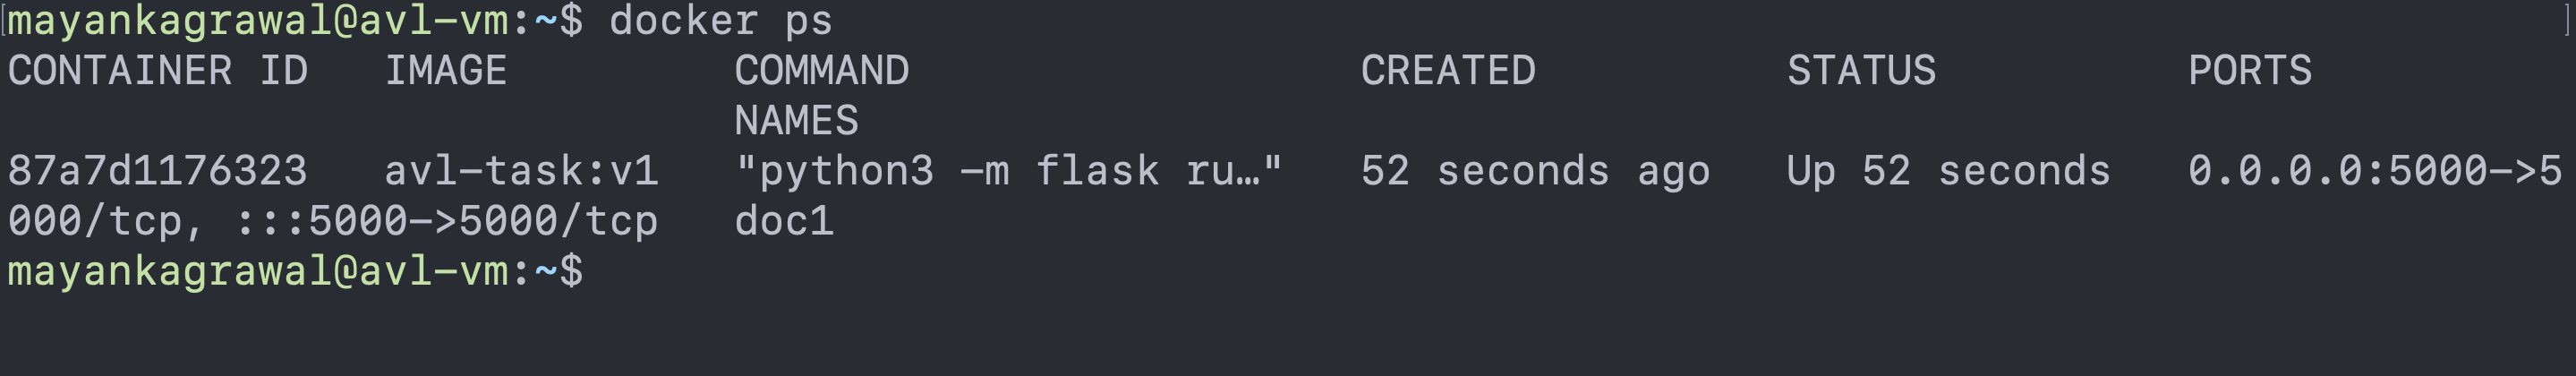 [mayankagrawal@avl-vm:~$ docker ps ]
CONTAINER ID   IMAGE         COMMAND                  CREATED          STATUS          PORTS
                             NAMES
87a7d1176323   avl-task:v1   "python3 -m flask ru…"   52 seconds ago   Up 52 seconds   0.0.0.0:5000->5
000/tcp, :::5000->5000/tcp   doc1
mayankagrawal@avl-vm:~$